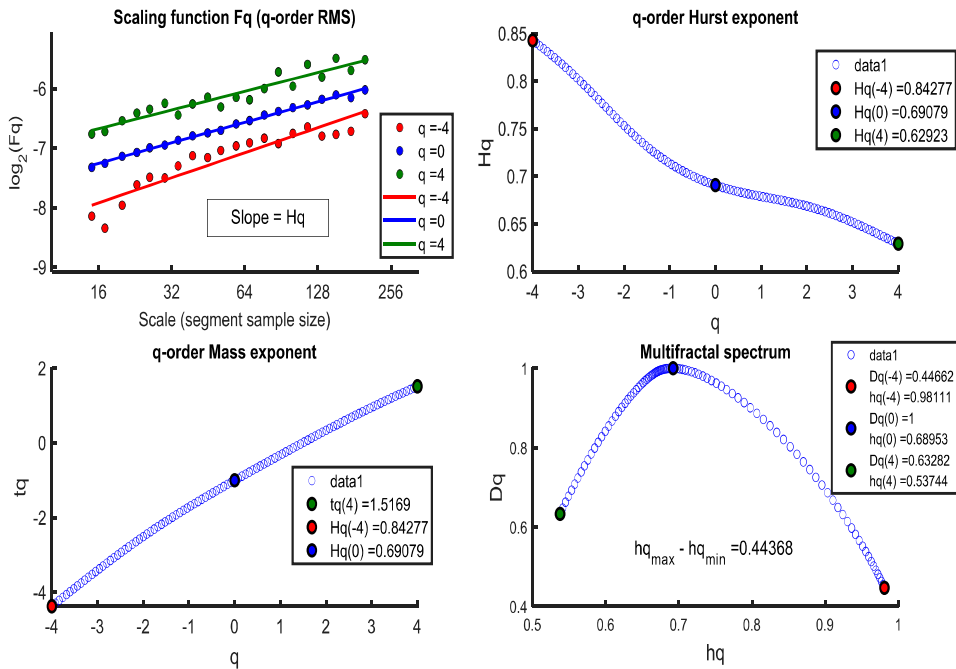 Scaling function Fq (q-order RMS)
log2(Fq)
-6
-7
-8
-9
16 32 64 128 256
Scale (segment sample size)
Slope = Hq
q =-4
q =0
q =4
q =-4
q =0
q =4
q-order Hurst exponent
Hq
0.85
0.8
0.75
0.7
0.65
0.6
-4 -3 -2 -1 0 1 2 3 4
q
data1
Hq(-4) =0.84277
Hq(0) =0.69079
Hq(4) =0.62923
q-order Mass exponent
tq
2
0
-2
-4
-4 -3 -2 -1 0 1 2 3 4
q
data1
tq(4) =1.5169
Hq(-4) =0.84277
Hq(0) =0.69079
Multifractal spectrum
Dq
1
0.8
0.6
0.4
0.5 0.6 0.7 0.8 0.9 1
hq
hqmax - hqmin =0.44368
data1
Dq(-4) =0.44662
hq(-4) =0.98111
Dq(0) =1
hq(0) =0.68953
Dq(4) =0.63282
hq(4) =0.53744